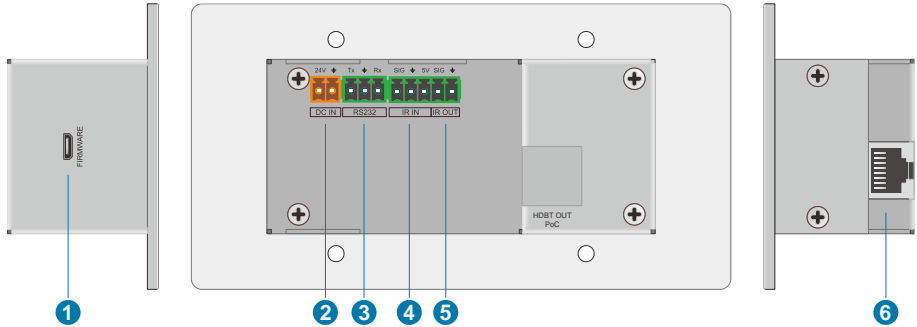 FIRMWARE
24V Tx Rx SIG 5V SIG
DC IN RS232 IR IN IR OUT
HDBT OUT
PoC
1 2 3 4 5 6